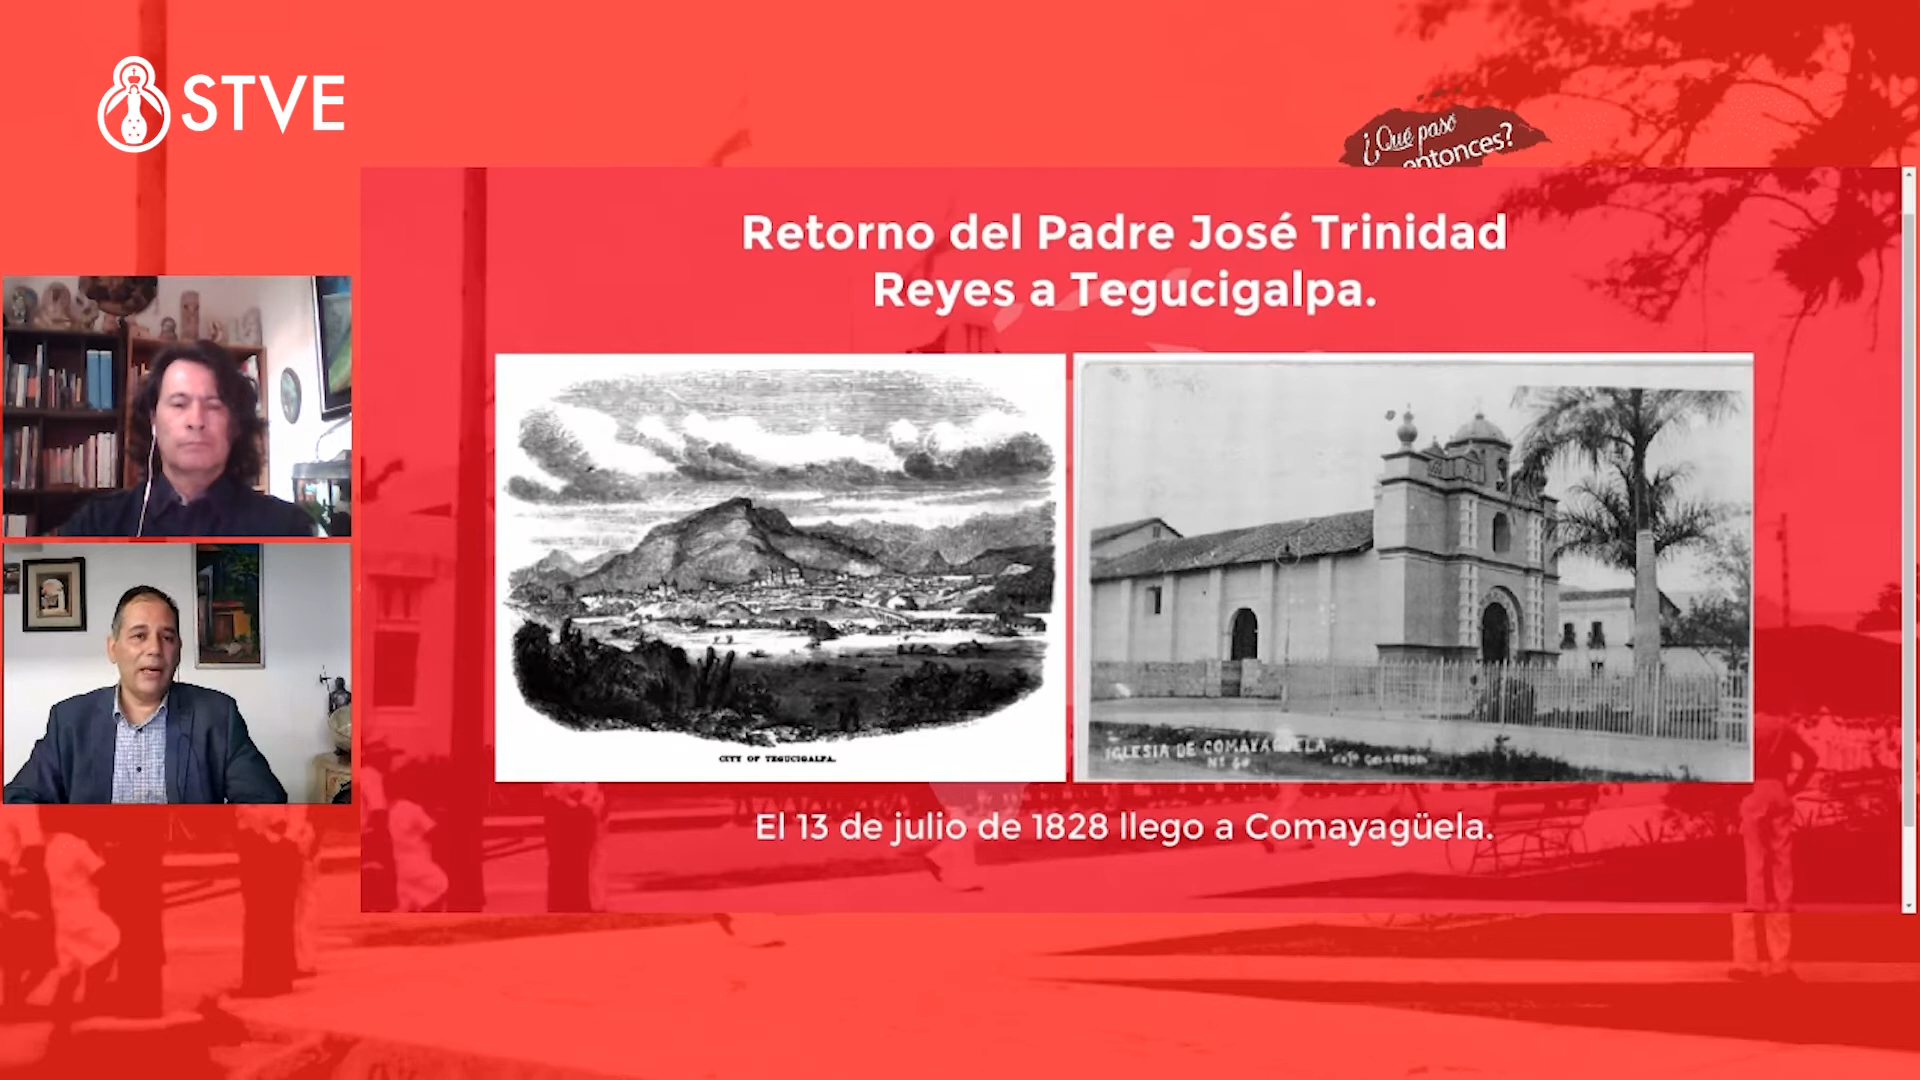 STVE
¿Qué pasó
entonces?
Retorno del Padre José Trinidad
Reyes a Tegucigalpa.
CITY OF TEGUCIGALPA.
IGLESIA DE COMAYAGUELA.
El 13 de julio de 1828 llego a Comayagüela.